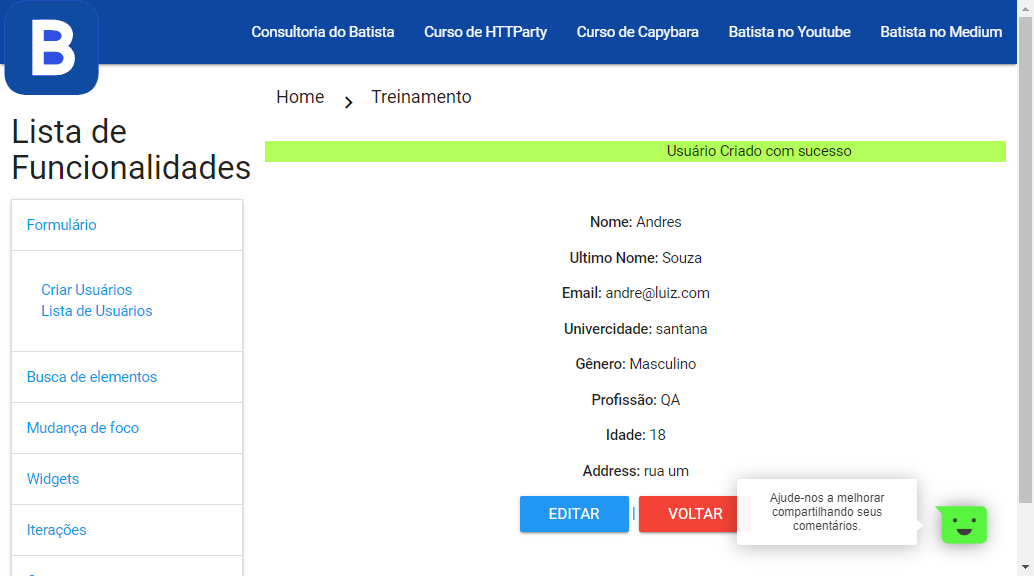 B
Consultoria do Batista
Curso de HTTParty
Curso de Capybara
Batista no Youtube
Batista no Medium
Home
Treinamento
Lista de
Funcionalidades
Formulário
Criar Usuários
Lista de Usuários
Busca de elementos
Mudança de foco
Widgets
Iterações
Usuário Criado com sucesso
Nome: Andres
Ultimo Nome: Souza
Email: andre@luiz.com
Univercidade: santana
Gênero: Masculino
Profissão: QA
Idade: 18
Address: rua um
EDITAR | VOLTAR
Ajude-nos a melhorar
compartilhando seus
comentários.